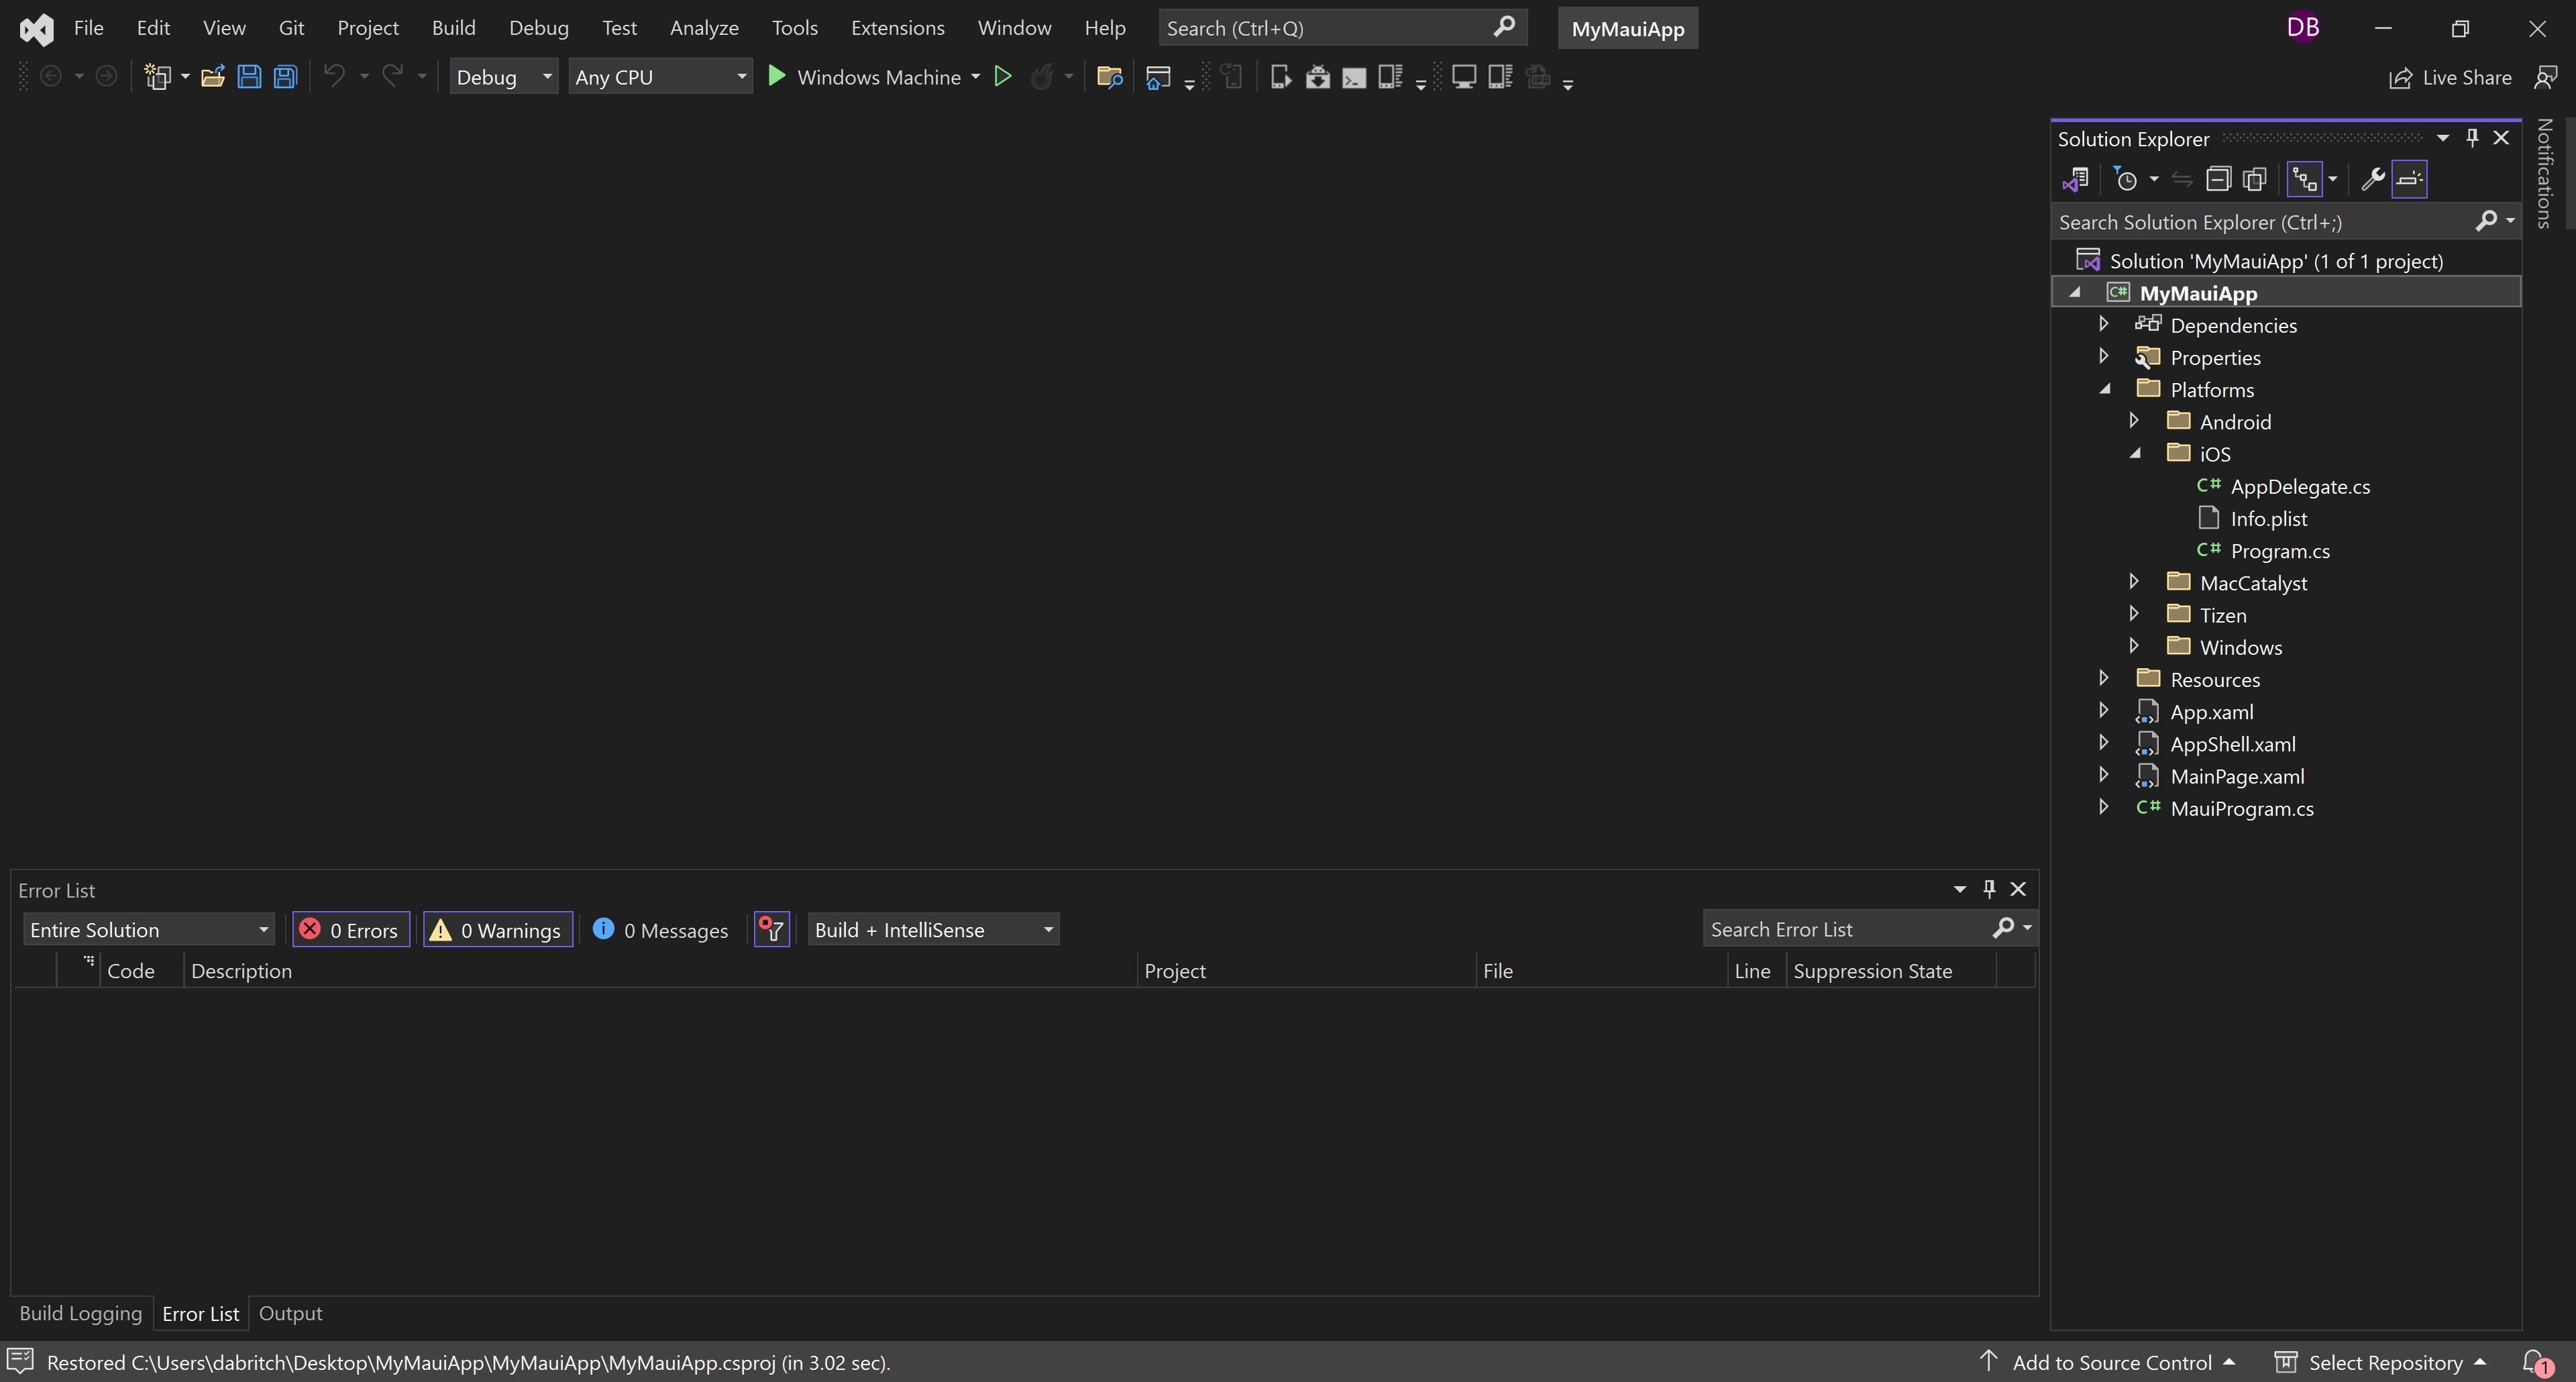 File Edit View Git Project Build Debug Test Analyze Tools Extensions Window Help Search (Ctrl+Q) MyMauiApp DB
Debug Any CPU Windows Machine Live Share
Solution Explorer
Notifications
Search Solution Explorer (Ctrl+;)
Solution 'MyMauiApp' (1 of 1 project)
C# MyMauiApp
Dependencies
Properties
Platforms
Android
iOS
C# AppDelegate.cs
Info.plist
C# Program.cs
MacCatalyst
Tizen
Windows
Resources
App.xaml
AppShell.xaml
MainPage.xaml
C# MauiProgram.cs
Error List
Entire Solution 0 Errors 0 Warnings 0 Messages Build + IntelliSense Search Error List
Code Description Project File Line Suppression State
Build Logging Error List Output
Restored C:\Users\dabritch\Desktop\MyMauiApp\MyMauiApp\MyMauiApp.csproj (in 3.02 sec). Add to Source Control Select Repository 1